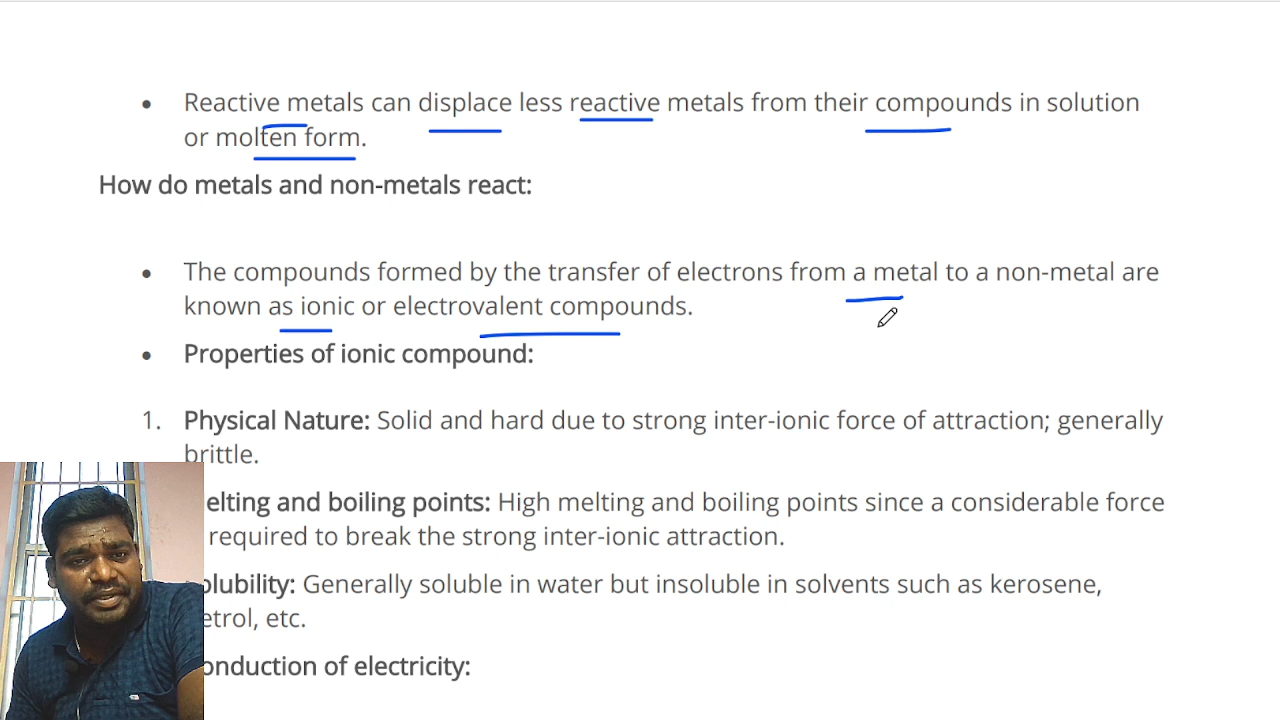 • Reactive metals can displace less reactive metals from their compounds in solution
or molten form.
How do metals and non-metals react:
• The compounds formed by the transfer of electrons from a metal to a non-metal are
known as ionic or electrovalent compounds.
• Properties of ionic compound:
1. Physical Nature: Solid and hard due to strong inter-ionic force of attraction; generally
brittle.
elting and boiling points: High melting and boiling points since a considerable force
required to break the strong inter-ionic attraction.
olubility: Generally soluble in water but insoluble in solvents such as kerosene,
etrol, etc.
onduction of electricity: